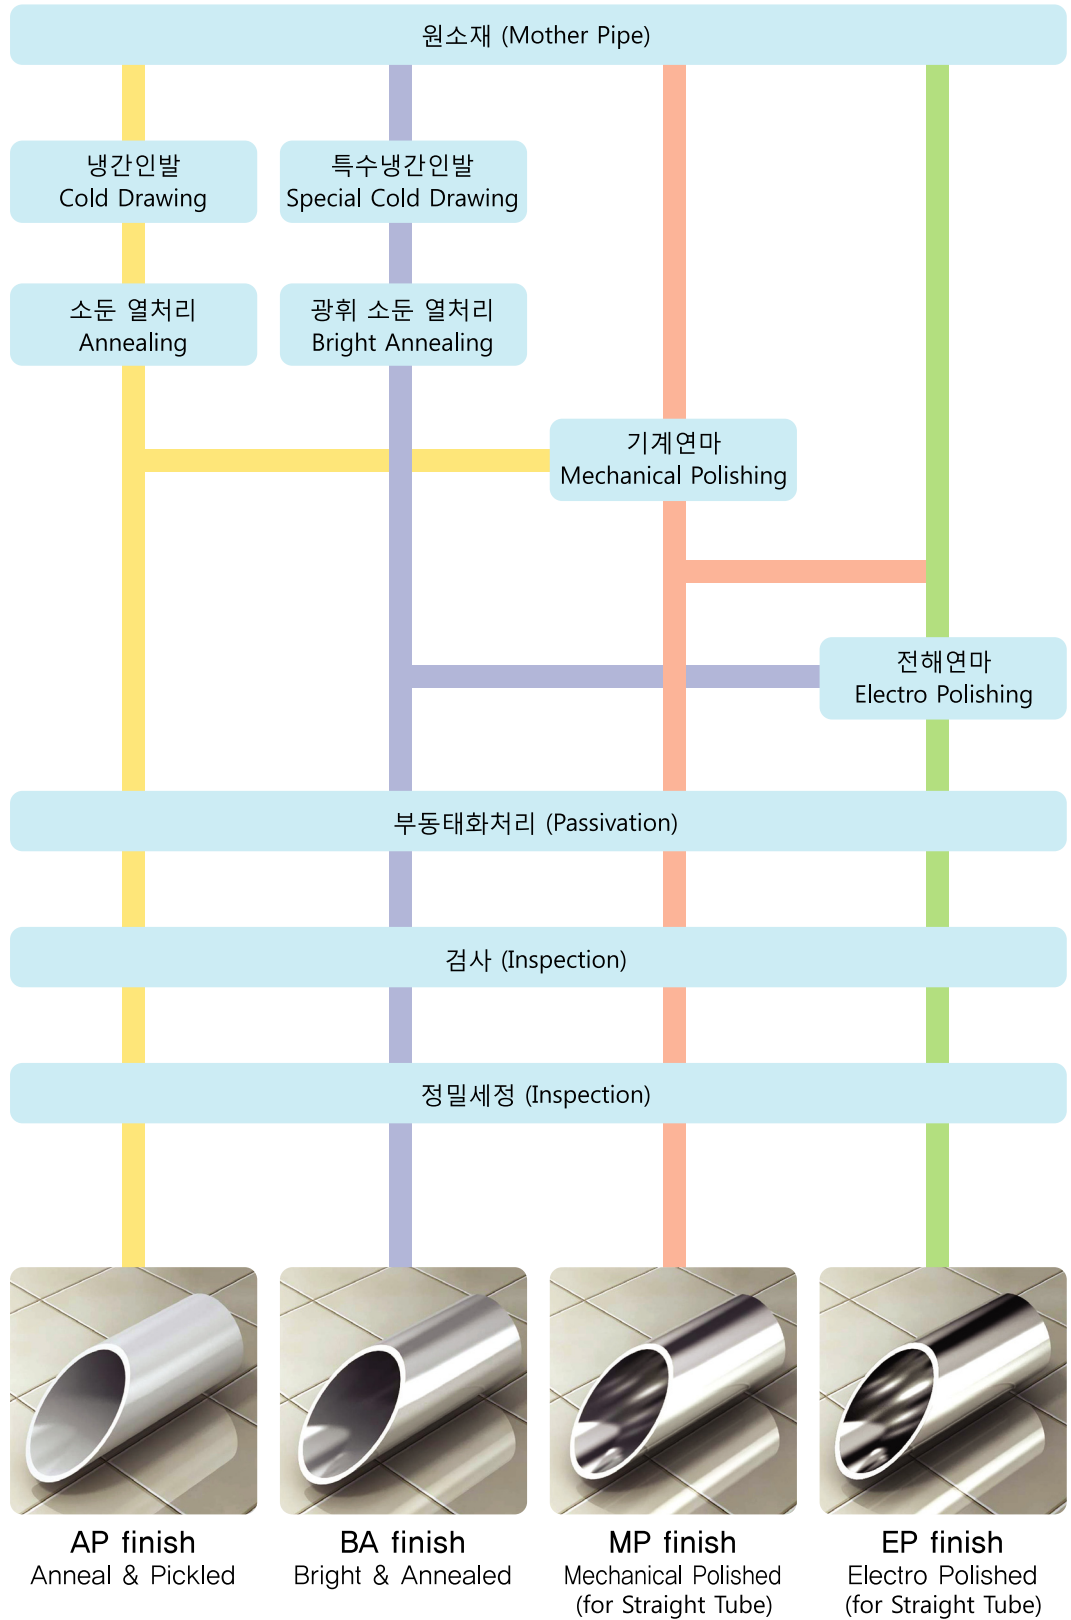 원소재 (Mother Pipe)
냉간인발
Cold Drawing
특수냉간인발
Special Cold Drawing
소둔 열처리
Annealing
광휘 소둔 열처리
Bright Annealing
기계연마
Mechanical Polishing
전해연마
Electro Polishing
부동태화처리 (Passivation)
검사 (Inspection)
정밀세정 (Inspection)
AP finish
Anneal & Pickled
BA finish
Bright & Annealed
MP finish
Mechanical Polished
(for Straight Tube)
EP finish
Electro Polished
(for Straight Tube)